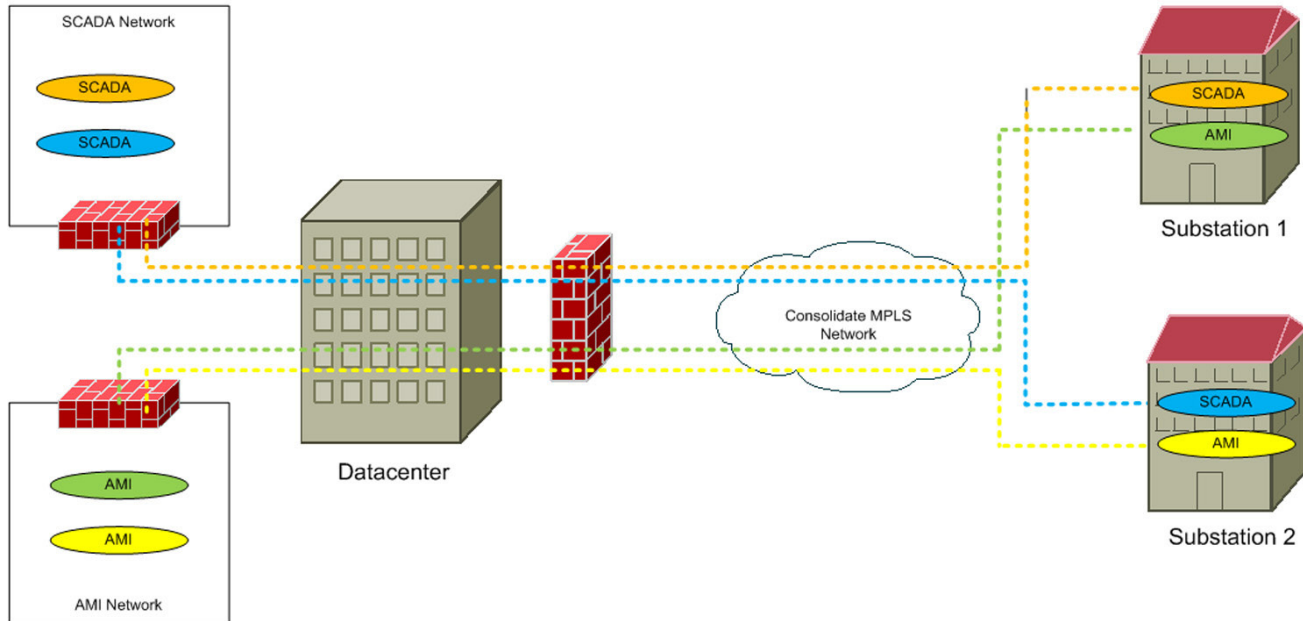 SCADA Network
SCADA
SCADA
SCADA
AMI
Substation 1
Consolidate MPLS
Network
Datacenter
SCADA
AMI
Substation 2
AMI
AMI
AMI Network